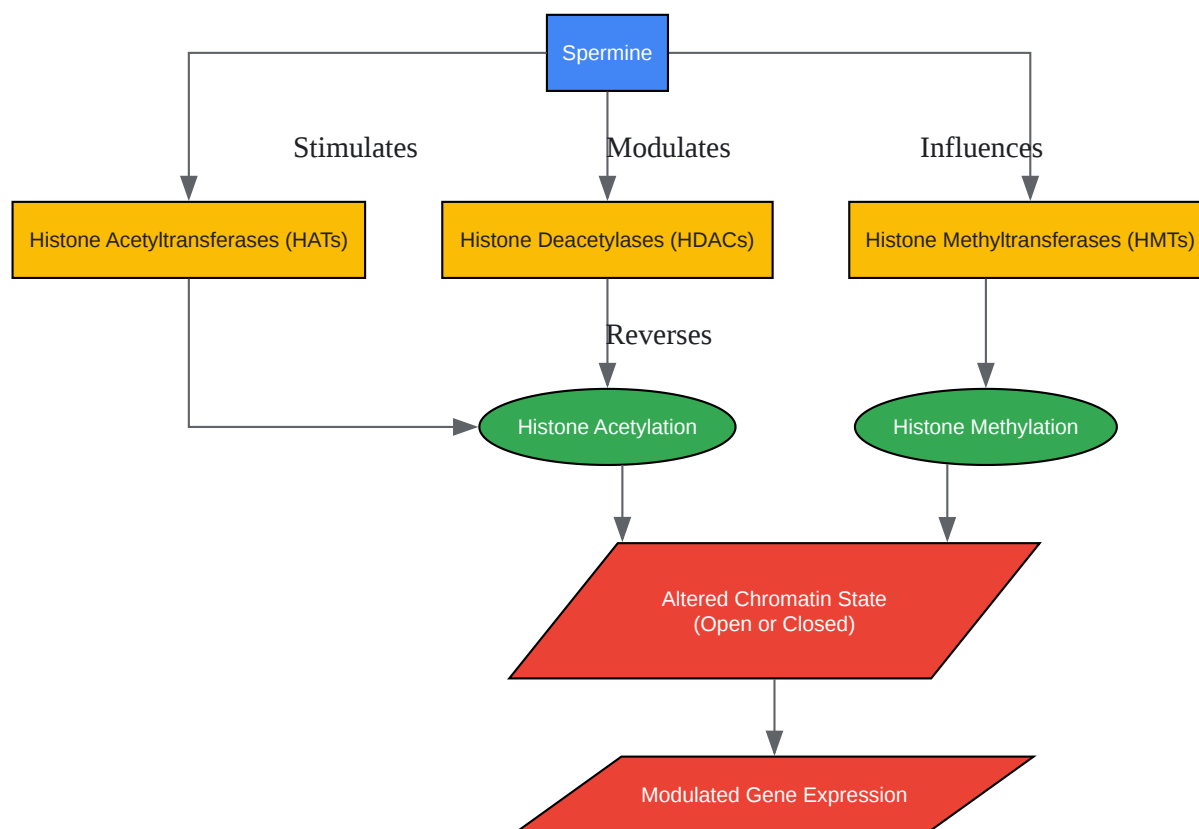 Spermine
Stimulates
Modulates
Influences
Histone Acetyltransferases (HATs)
Histone Deacetylases (HDACs)
Histone Methyltransferases (HMTs)
Reverses
Histone Acetylation
Histone Methylation
Altered Chromatin State
(Open or Closed)
Modulated Gene Expression